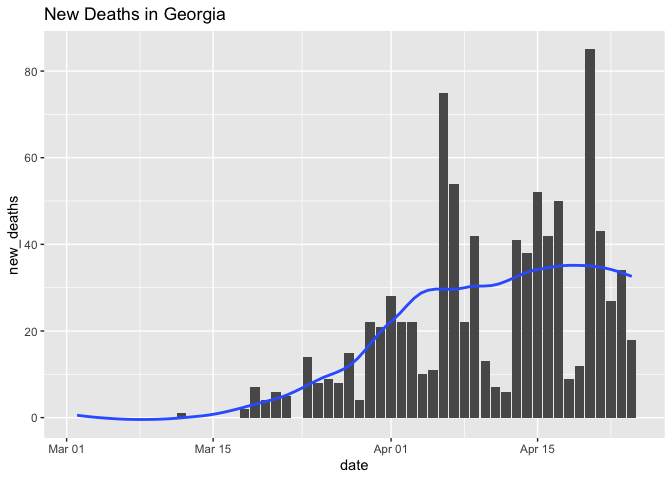 New Deaths in Georgia
new_deaths
80
60
40
20
0
Mar 01
Mar 15
Apr 01
Apr 15
date